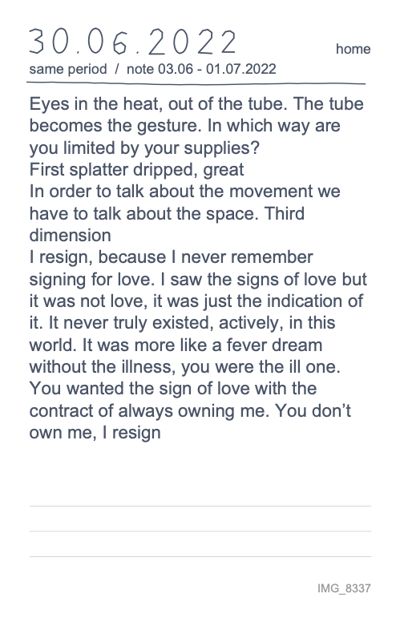 30.06.2022
home
same period / note 03.06 - 01.07.2022
Eyes in the heat, out of the tube. The tube
becomes the gesture. In which way are
you limited by your supplies?
First splatter dripped, great
In order to talk about the movement we
have to talk about the space. Third
dimension
I resign, because I never remember
signing for love. I saw the signs of love but
it was not love, it was just the indication of
it. It never truly existed, actively, in this
world. It was more like a fever dream
without the illness, you were the ill one.
You wanted the sign of love with the
contract of always owning me. You don’t
own me, I resign
IMG_8337